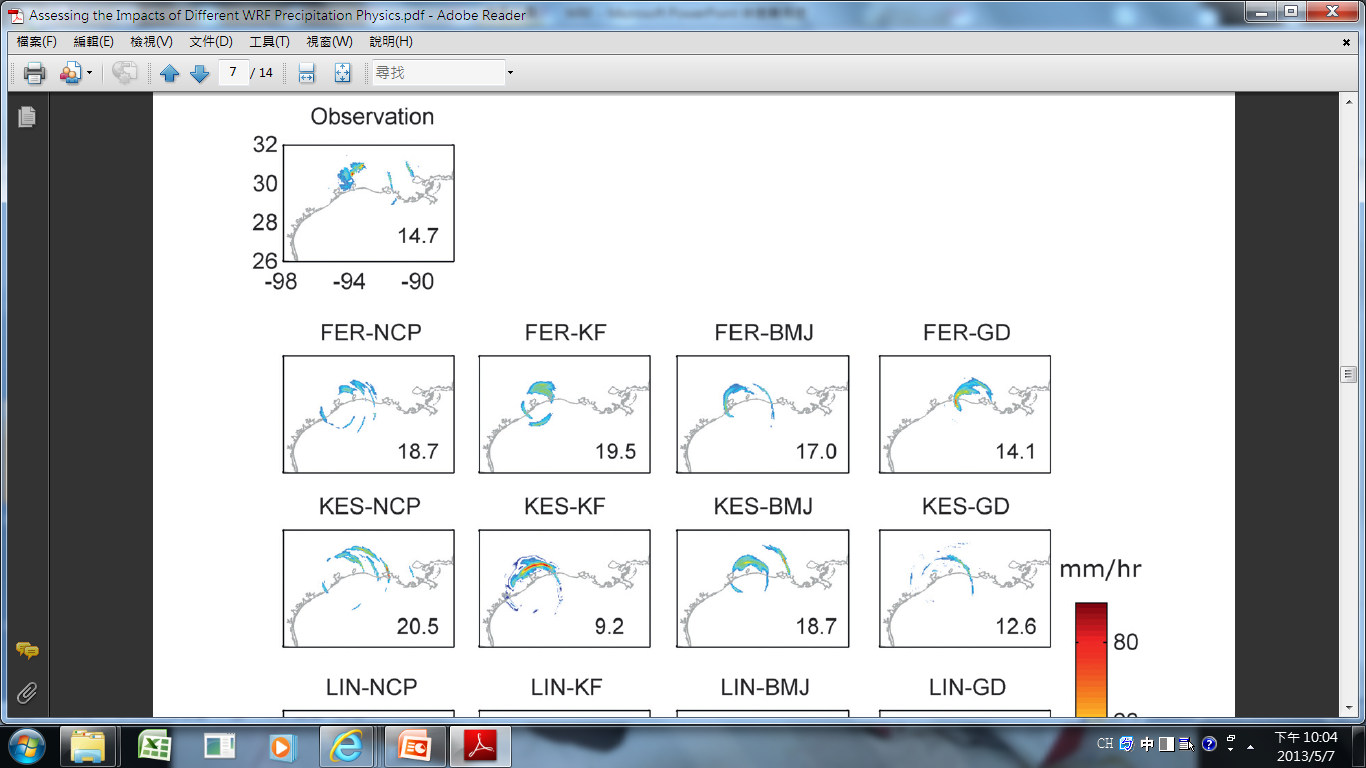 Assessing the Impacts of Different WRF Precipitation Physics.pdf - Adobe Reader
檔案(F) 編輯(E) 檢視(V) 文件(D) 工具(T) 視窗(W) 說明(H)
7 / 14 尋找
Observation
32
30
28
26
14.7
-98 -94 -90
FER-NCP FER-KF FER-BMJ FER-GD
18.7 19.5 17.0 14.1
KES-NCP KES-KF KES-BMJ KES-GD
mm/hr
20.5 9.2 18.7 12.6
80
LIN-NCP LIN-KF LIN-BMJ LIN-GD
CH 中 下午 10:04
2013/5/7